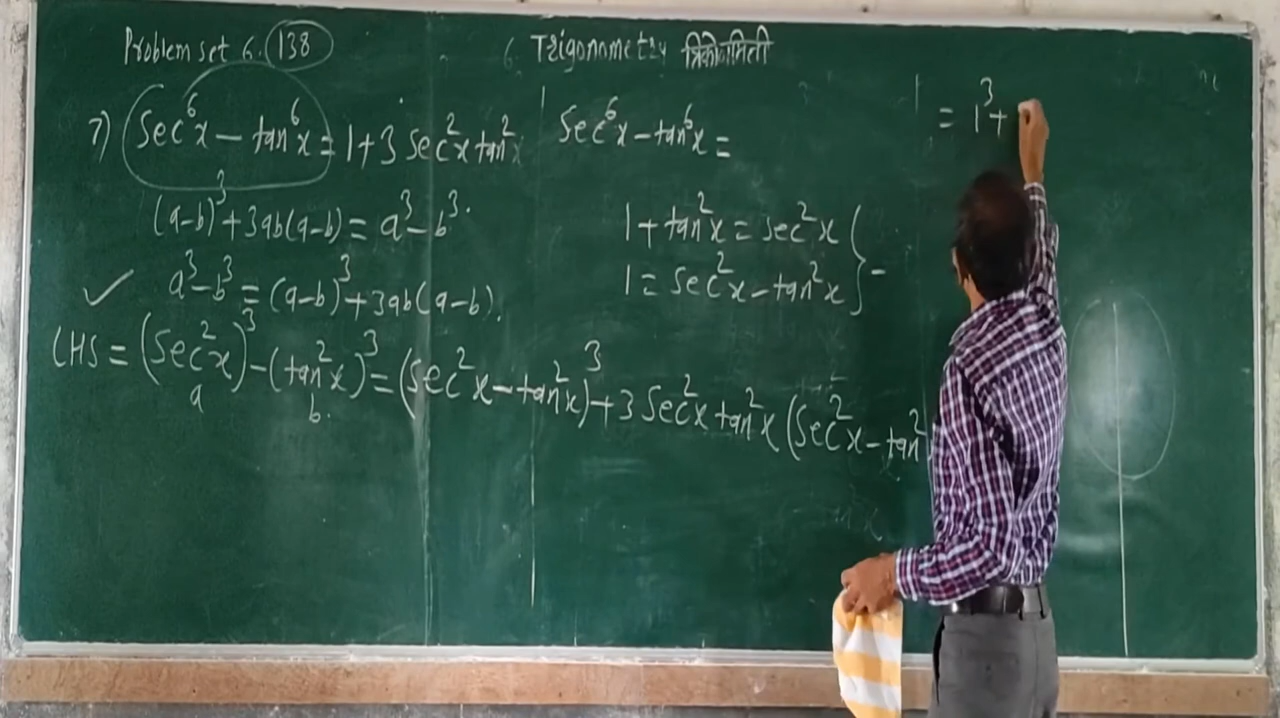 Problem set 6. 138
6. Trigonometry त्रिकोणमिती
7) sec⁶x − tan⁶x = 1 + 3 sec²x tan²x
(a-b)³ + 3ab(a-b) = a³ - b³.
✓ a³-b³ = (a-b)³ + 3ab(a-b).
LHS = (sec²x)³ - (tan²x)³ = (sec²x - tan²x)³ + 3 sec²x tan²x (sec²x - tan²
a
b.
sec⁶x - tan⁶x =
1 + tan²x = sec²x
1 = sec²x - tan²x } -
= 1³ +